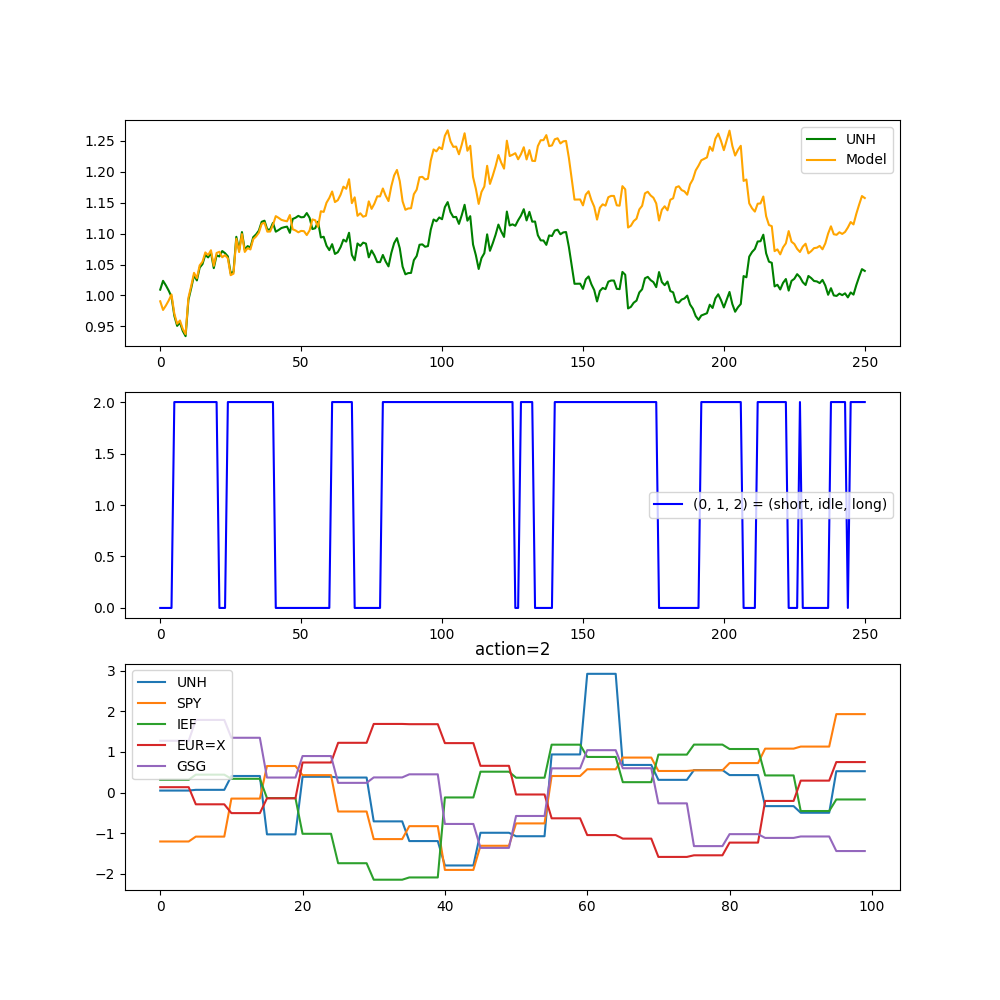 1.25
1.20
1.15
1.10
1.05
1.00
0.95
UNH
Model
0 50 100 150 200 250
2.0
1.5
1.0
0.5
0.0
(0, 1, 2) = (short, idle, long)
0 50 100 150 200 250
action=2
3
2
1
0
−1
−2
UNH
SPY
IEF
EUR=X
GSG
0 20 40 60 80 100